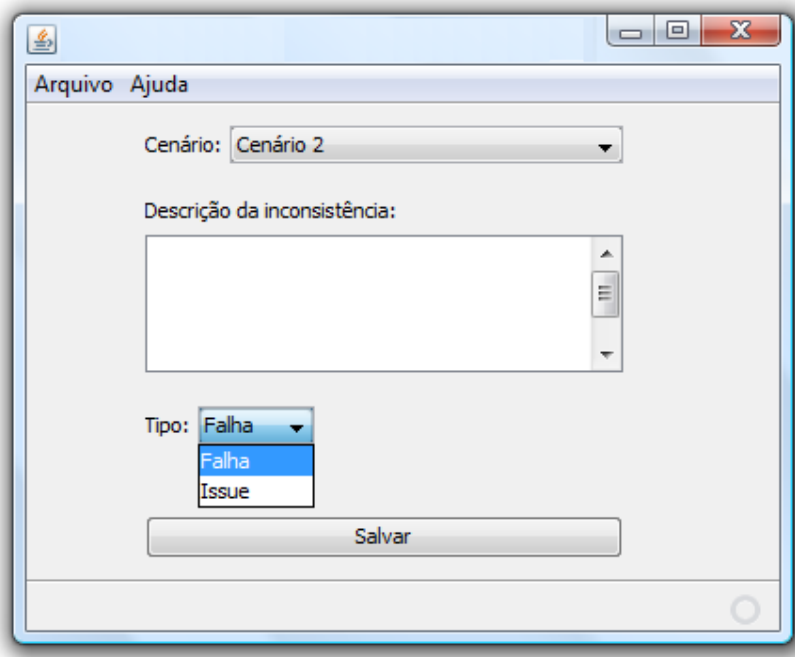 Arquivo Ajuda
Cenário: Cenário 2
Descrição da inconsistência:
Tipo: Falha
Falha
Issue
Salvar